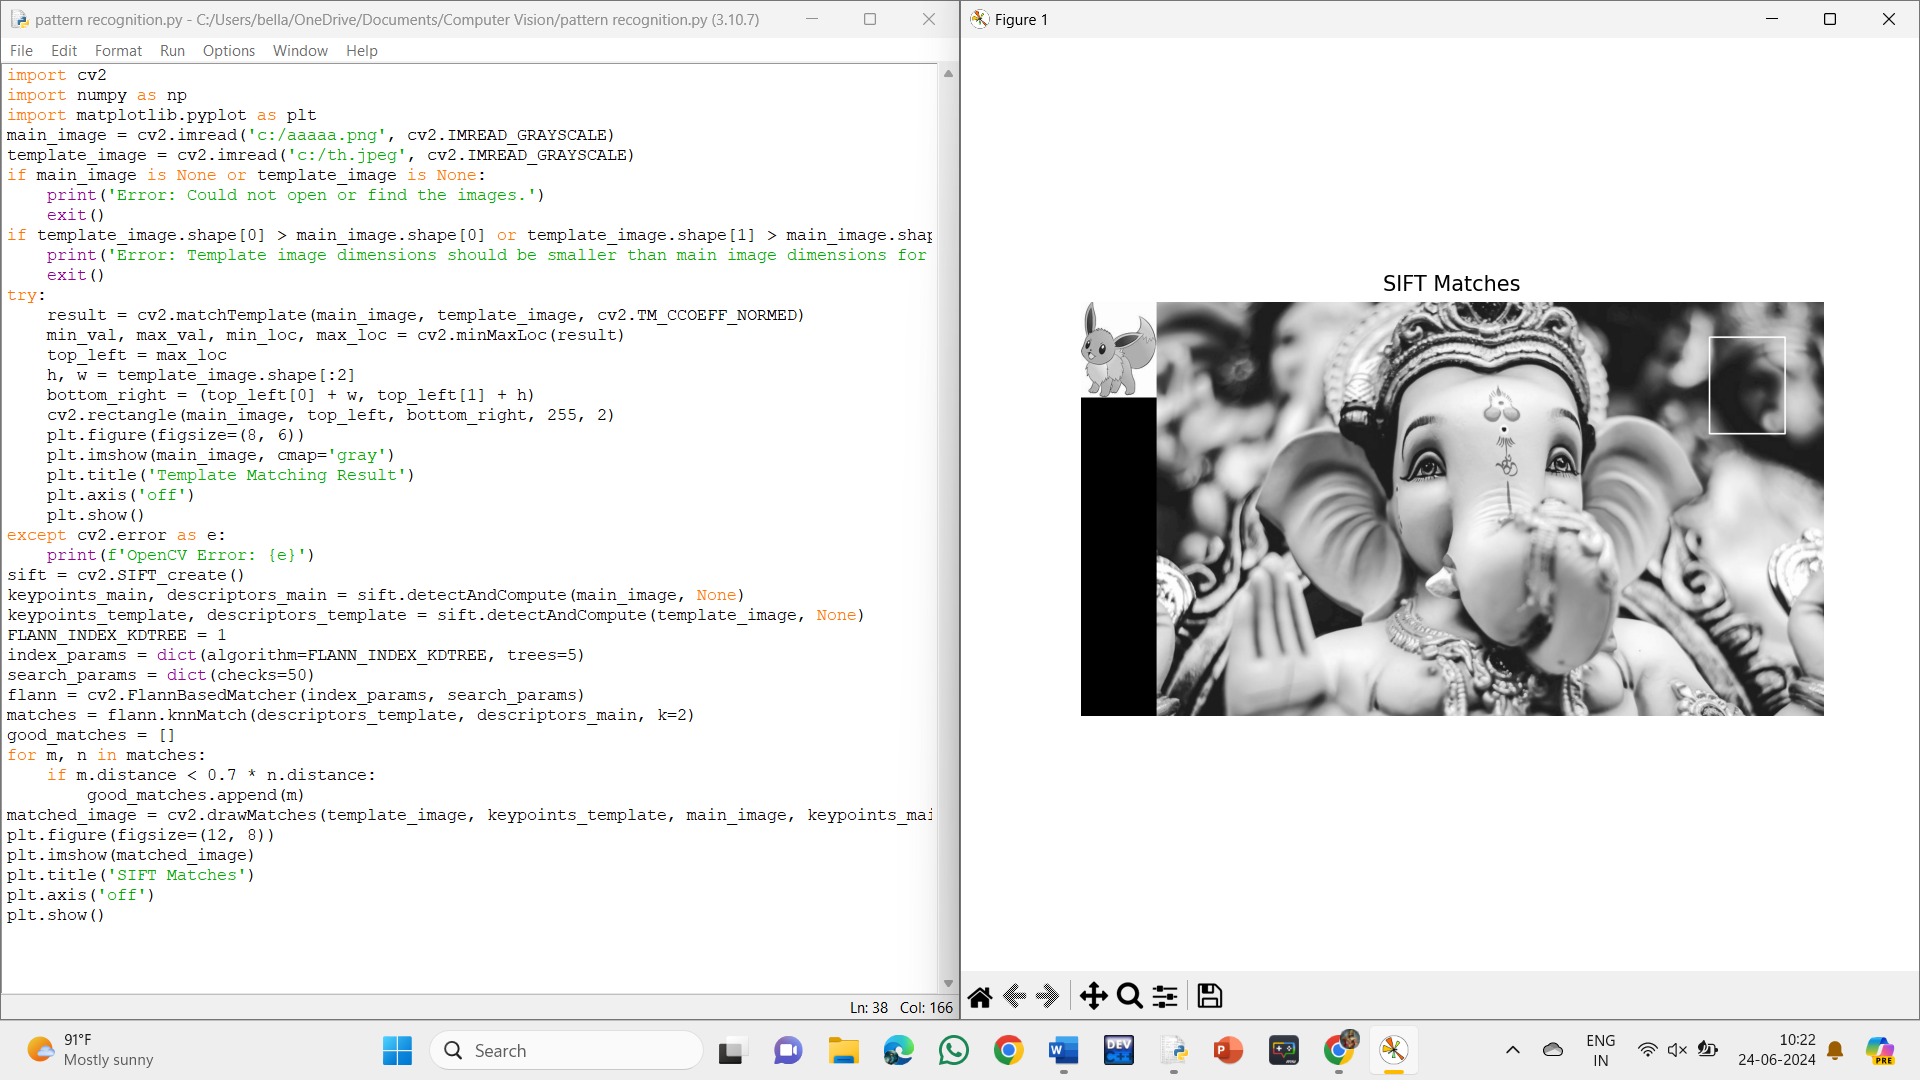 pattern recognition.py - C:/Users/bella/OneDrive/Documents/Computer Vision/pattern recognition.py (3.10.7)
File Edit Format Run Options Window Help
import cv2
import numpy as np
import matplotlib.pyplot as plt
main_image = cv2.imread('c:/aaaaa.png', cv2.IMREAD_GRAYSCALE)
template_image = cv2.imread('c:/th.jpeg', cv2.IMREAD_GRAYSCALE)
if main_image is None or template_image is None:
    print('Error: Could not open or find the images.')
    exit()
if template_image.shape[0] > main_image.shape[0] or template_image.shape[1] > main_image.shap
    print('Error: Template image dimensions should be smaller than main image dimensions for
    exit()
try:
    result = cv2.matchTemplate(main_image, template_image, cv2.TM_CCOEFF_NORMED)
    min_val, max_val, min_loc, max_loc = cv2.minMaxLoc(result)
    top_left = max_loc
    h, w = template_image.shape[:2]
    bottom_right = (top_left[0] + w, top_left[1] + h)
    cv2.rectangle(main_image, top_left, bottom_right, 255, 2)
    plt.figure(figsize=(8, 6))
    plt.imshow(main_image, cmap='gray')
    plt.title('Template Matching Result')
    plt.axis('off')
    plt.show()
except cv2.error as e:
    print(f'OpenCV Error: {e}')
sift = cv2.SIFT_create()
keypoints_main, descriptors_main = sift.detectAndCompute(main_image, None)
keypoints_template, descriptors_template = sift.detectAndCompute(template_image, None)
FLANN_INDEX_KDTREE = 1
index_params = dict(algorithm=FLANN_INDEX_KDTREE, trees=5)
search_params = dict(checks=50)
flann = cv2.FlannBasedMatcher(index_params, search_params)
matches = flann.knnMatch(descriptors_template, descriptors_main, k=2)
good_matches = []
for m, n in matches:
    if m.distance < 0.7 * n.distance:
        good_matches.append(m)
matched_image = cv2.drawMatches(template_image, keypoints_template, main_image, keypoints_mai
plt.figure(figsize=(12, 8))
plt.imshow(matched_image)
plt.title('SIFT Matches')
plt.axis('off')
plt.show()
Ln: 38 Col: 166
Figure 1
SIFT Matches
91°F
Mostly sunny
Search
DEV
C++
W
P
ENG
IN
10:22
24-06-2024
PRE